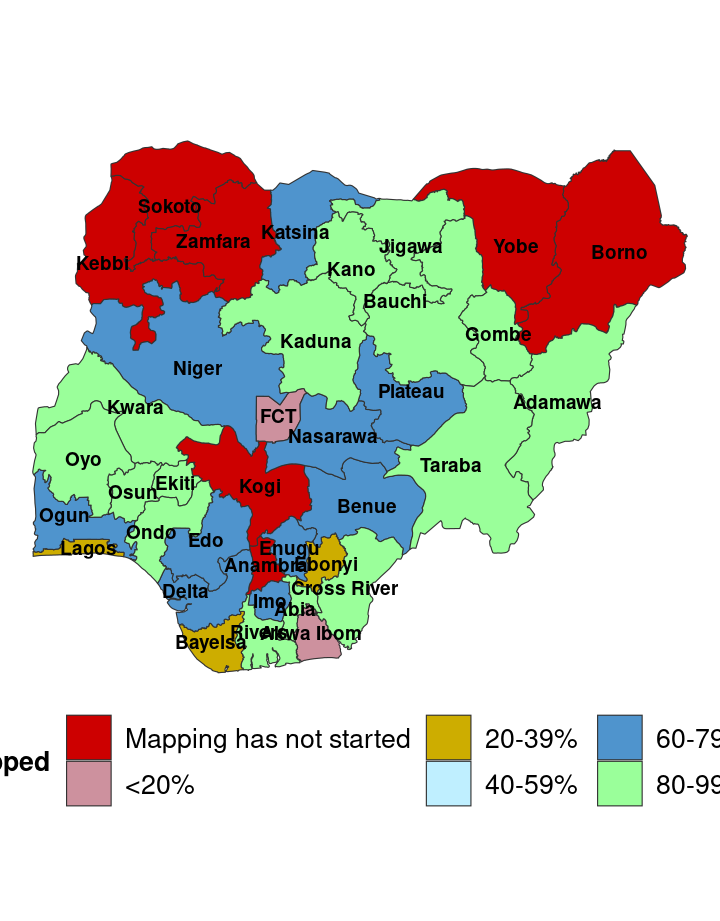 Sokoto
Katsina
Zamfara
Jigawa
Yobe
Borno
Kebbi
Kano
Bauchi
Gombe
Kaduna
Niger
Plateau
Adamawa
Kwara
FCT
Nasarawa
Oyo
Taraba
Ekiti
Kogi
Osun
Benue
Ogun
Ondo
Edo
Lagos
Enugu
Anambra
Ebonyi
Delta
Cross River
Imo
Abia
Rivers
Akwa Ibom
Bayelsa
pped
Mapping has not started
20-39%
60-79
<20%
40-59%
80-99